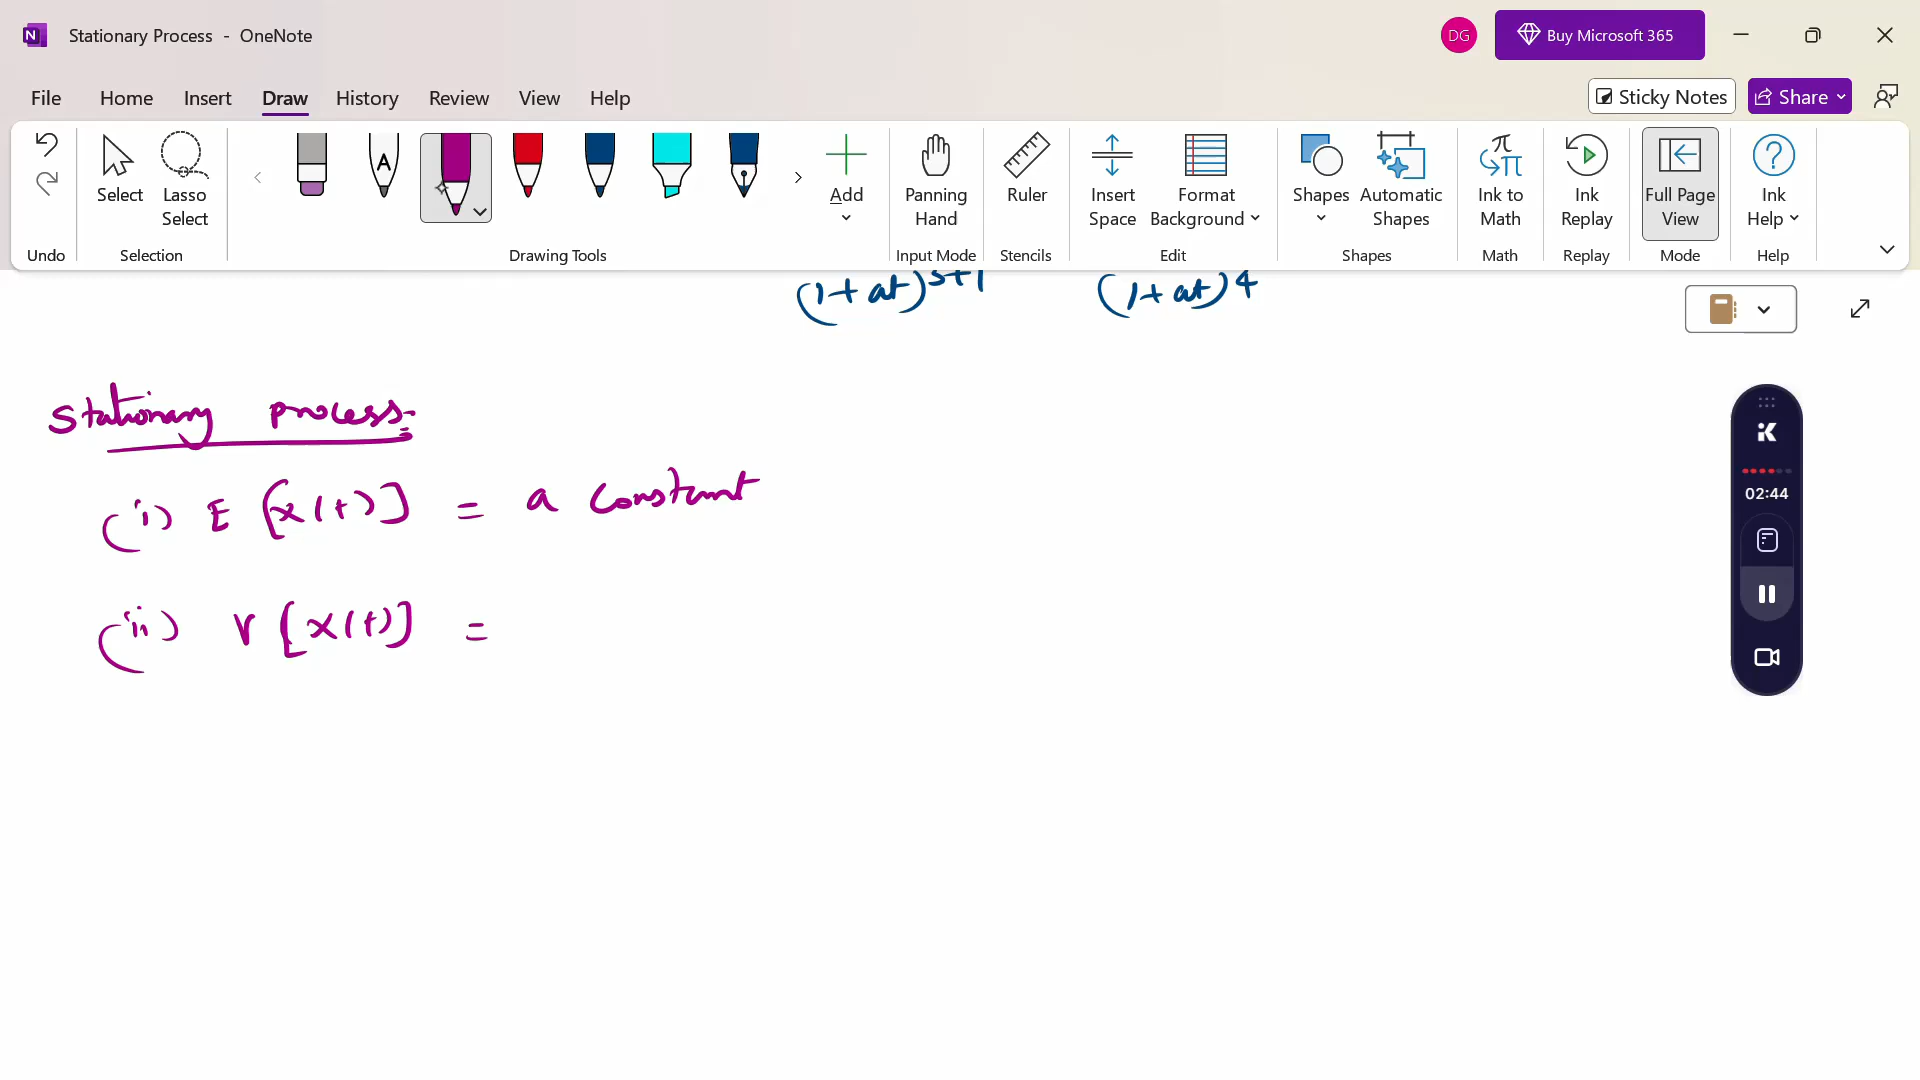 Stationary Process - OneNote
DG
Buy Microsoft 365
File Home Insert Draw History Review View Help
Sticky Notes
Share
Select
Lasso Select
A
Add
Panning Hand
Ruler
Insert Space
Format Background
Shapes
Automatic Shapes
Ink to Math
Ink Replay
Full Page View
Ink Help
Undo Selection Drawing Tools Input Mode Stencils Edit Shapes Math Replay Mode Help
(1+at)^5+1 (1+at)^4
Stationary process
(i) E[x(t)] = a constant
02:44
(ii) V[x(t)] =